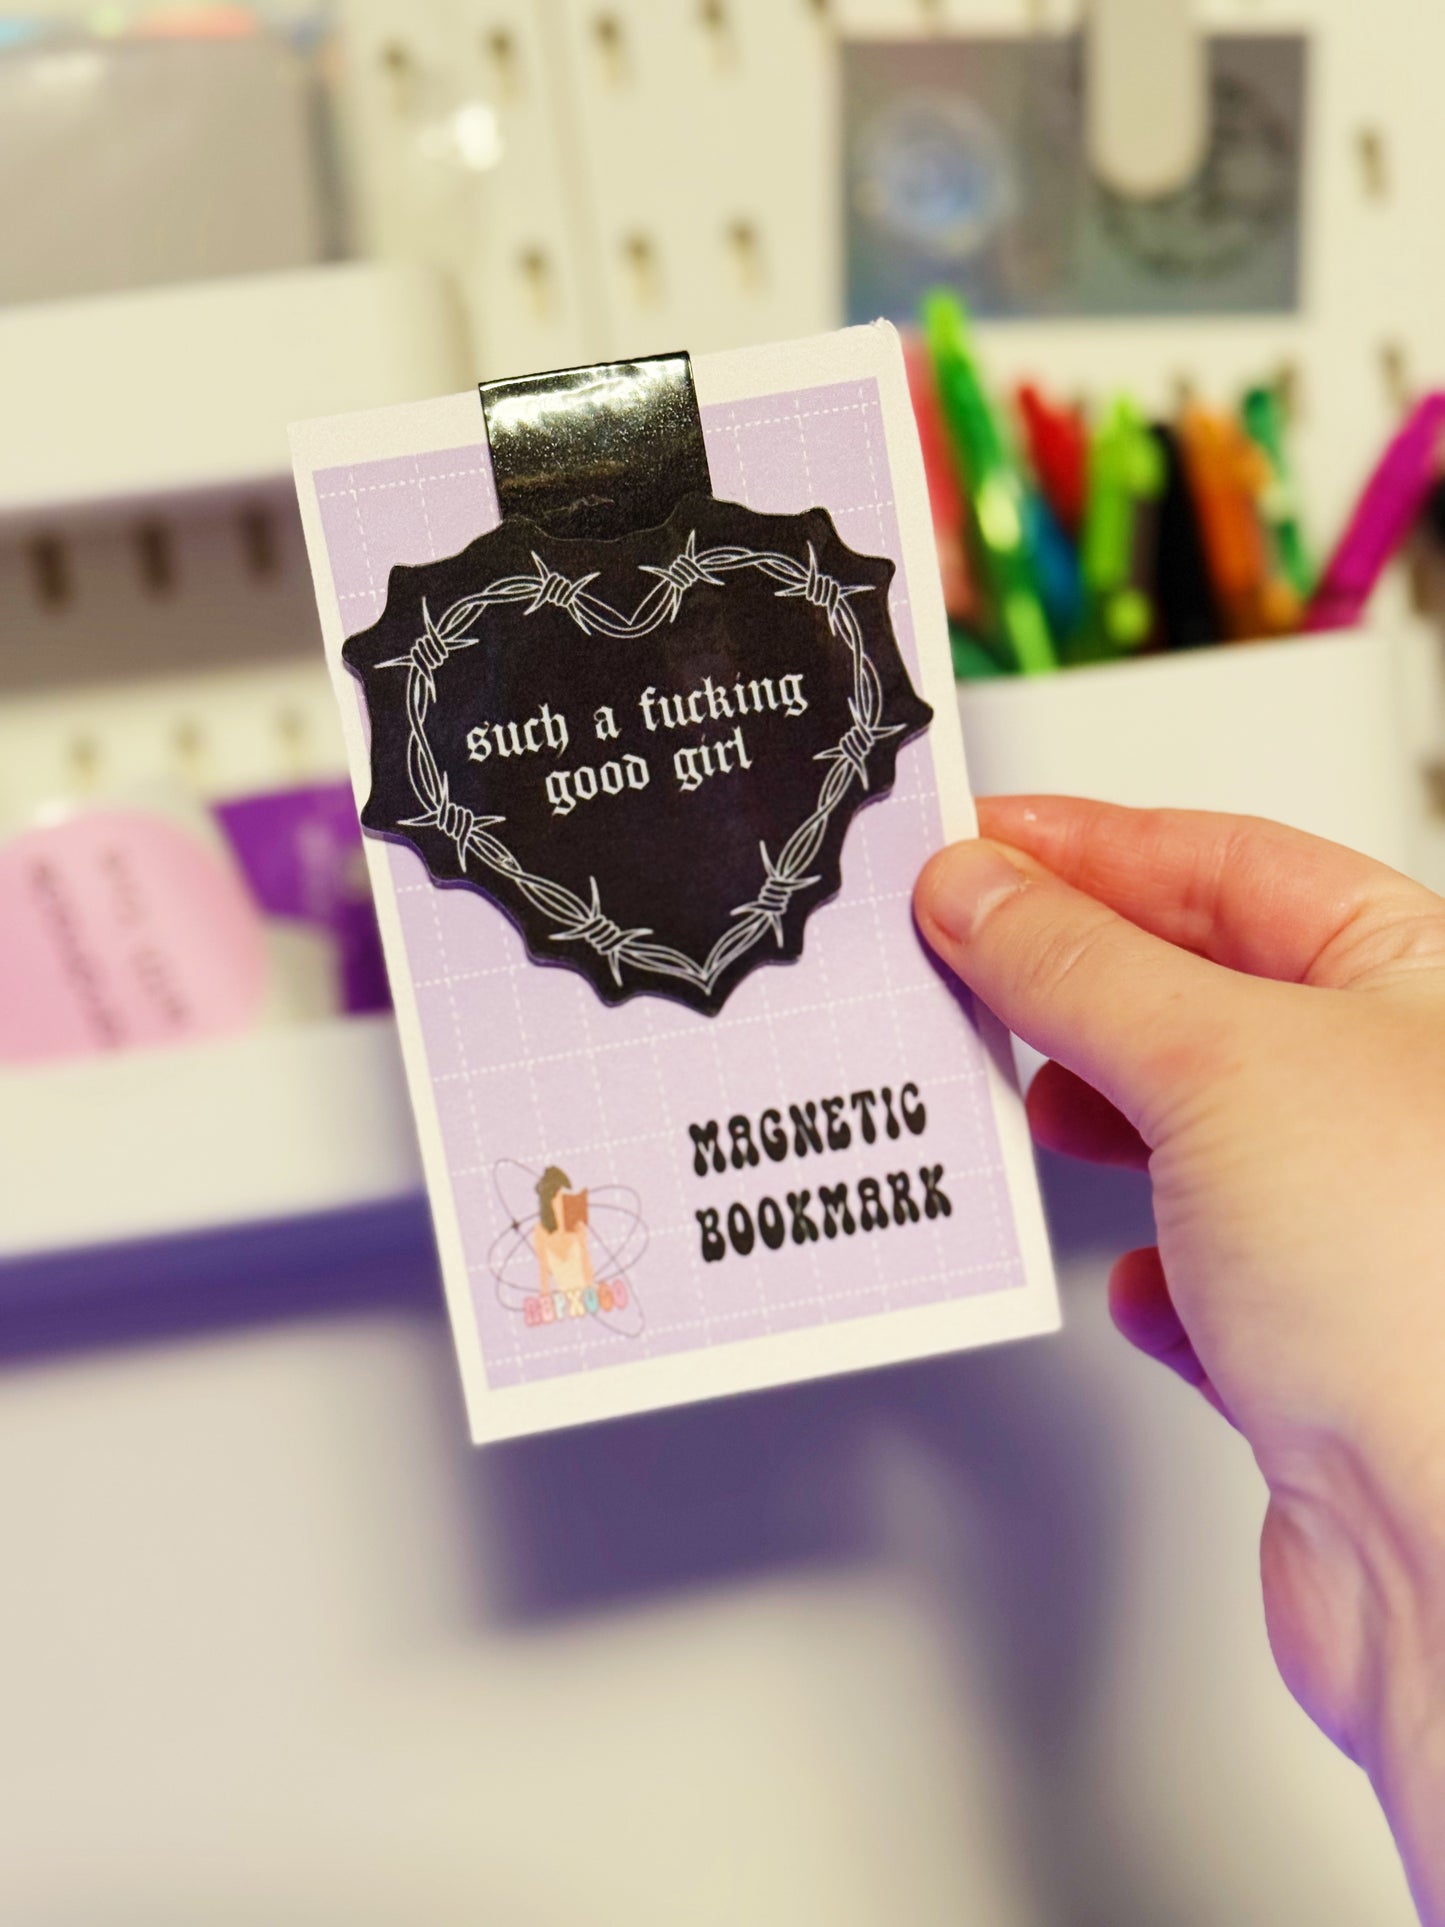 such a fucking
good girl
MAGNETIC
BOOKMARK